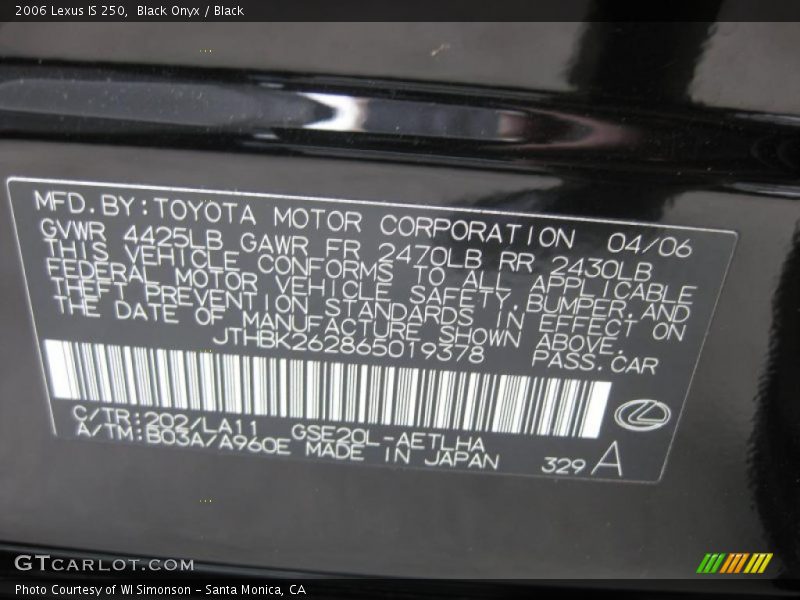 2006 Lexus IS 250,  Black Onyx / Black
MFD.BY:TOYOTA MOTOR CORPORATION 04/06
GVWR 4425LB GAWR FR 2470LB RR 2430LB
THIS VEHICLE CONFORMS TO ALL APPLICABLE
FEDERAL MOTOR VEHICLE SAFETY,BUMPER,AND
THEFT PREVENTION STANDARDS IN EFFECT ON
THE DATE OF MANUFACTURE SHOWN ABOVE.
JTHBK262865019378 PASS.CAR
C/TR:202/LA11 GSE20L-AETLHA
A/TM:B03A/A960E MADE IN JAPAN 329 A
GTCARLOT.COM
Photo Courtesy of WI Simonson – Santa Monica, CA